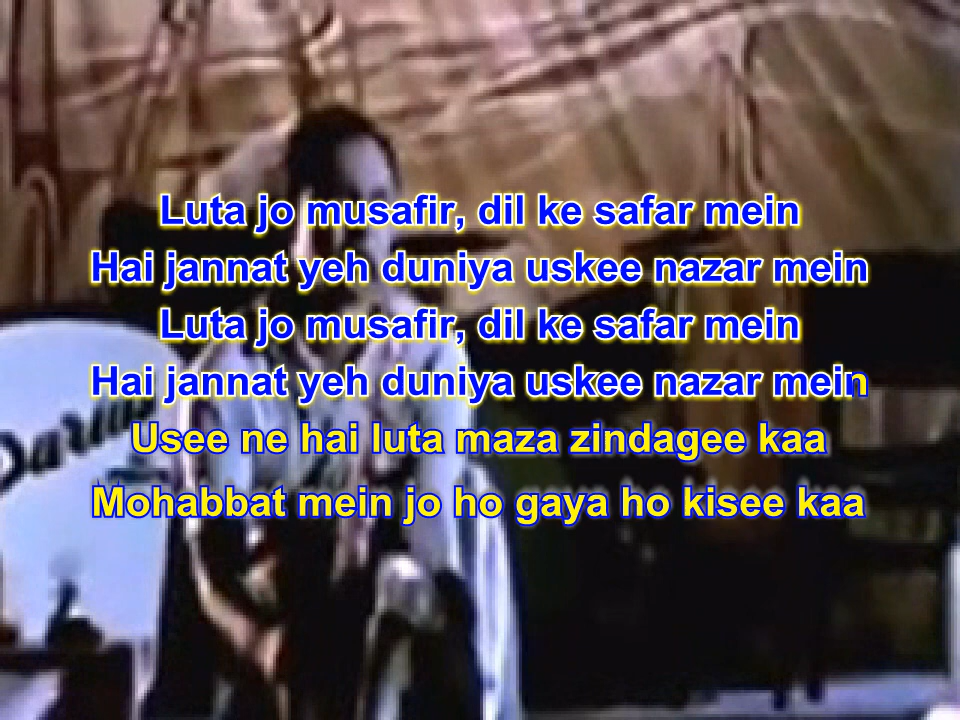 Luta jo musafir, dil ke safar mein
Hai jannat yeh duniya uskee nazar mein
Luta jo musafir, dil ke safar mein
Hai jannat yeh duniya uskee nazar mein
Usee ne hai luta maza zindagee kaa
Mohabbat mein jo ho gaya ho kisee kaa